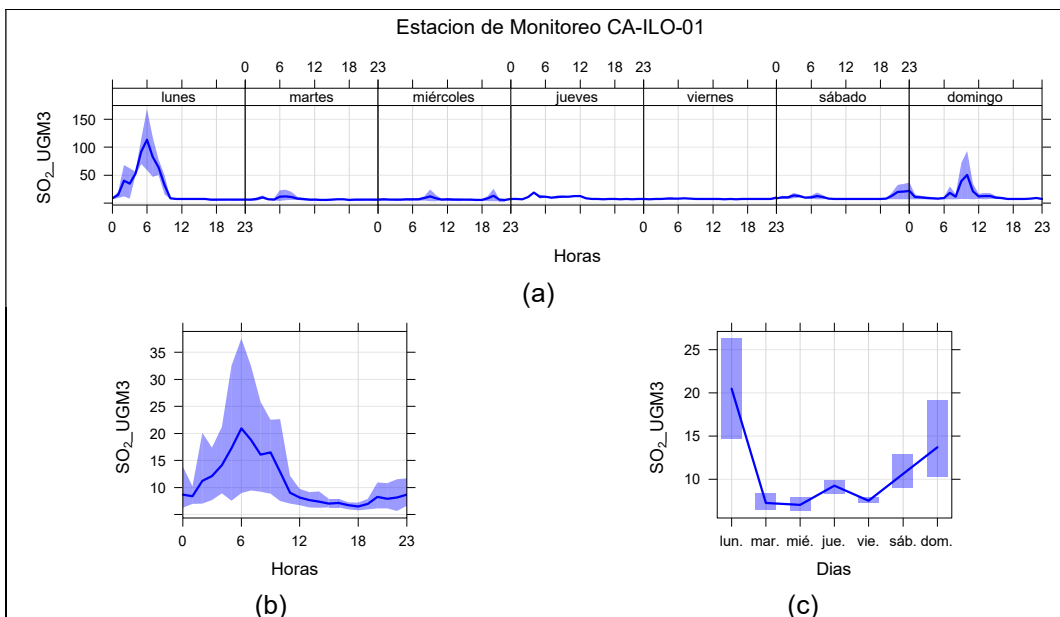 Estacion de Monitoreo CA-ILO-01
0 6 12 18 23 0 6 12 18 23 0 6 12 18 23
lunes martes miércoles jueves viernes sábado domingo
SO₂_UGM3
150
100
50
0 6 12 18 23 0 6 12 18 23 0 6 12 18 23 0 6 12 18 23
Horas
(a)
SO₂_UGM3
35
30
25
20
15
10
0 6 12 18 23
Horas
(b)
SO₂_UGM3
25
20
15
10
lun. mar. mié. jue. vie. sáb. dom.
Dias
(c)